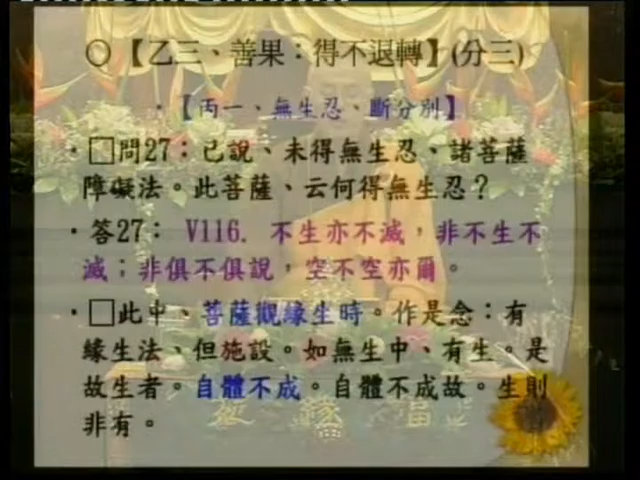 〇【乙三、善果：得不退轉】(分三)
·【丙一、無生忍、斷分別】
·□問27：已說、未得無生忍、諸菩薩
障礙法。此菩薩、云何得無生忍？
·答27： V116. 不生亦不滅，非不生不
滅；非俱不俱說，空不空亦爾。
·□此中、菩薩觀緣生時。作是念：有
緣生法、但施設。如無生中、有生。是
故生者。自體不成。自體不成故。生則
非有。